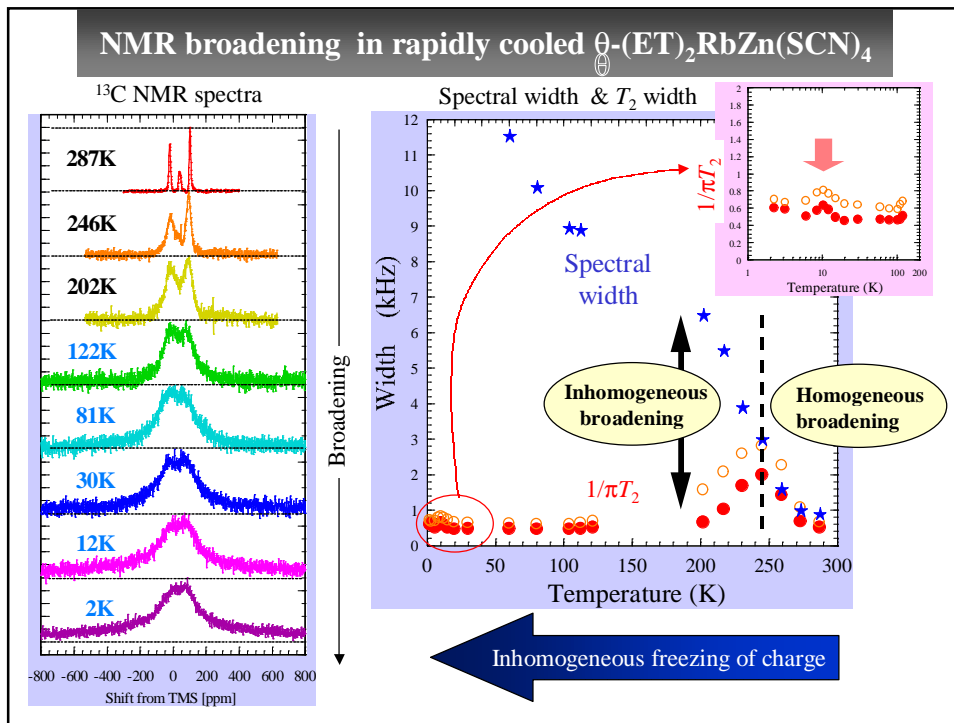 NMR broadening in rapidly cooled θ-(ET)₂RbZn(SCN)₄
¹³C NMR spectra
287K
246K
202K
122K
81K
30K
12K
2K
-800 -600 -400 -200 0 200 400 600 800
Shift from TMS [ppm]
Broadening
Spectral width & T₂ width
Width (kHz)
12
11
10
9
8
7
6
5
4
3
2
1
0
0 50 100 150 200 250 300
Temperature (K)
Spectral
width
Inhomogeneous
broadening
Homogeneous
broadening
1/πT₂
1/πT₂
2
1.8
1.6
1.4
1.2
1
0.8
0.6
0.4
0.2
0
1 10 100 200
Temperature (K)
Inhomogeneous freezing of charge